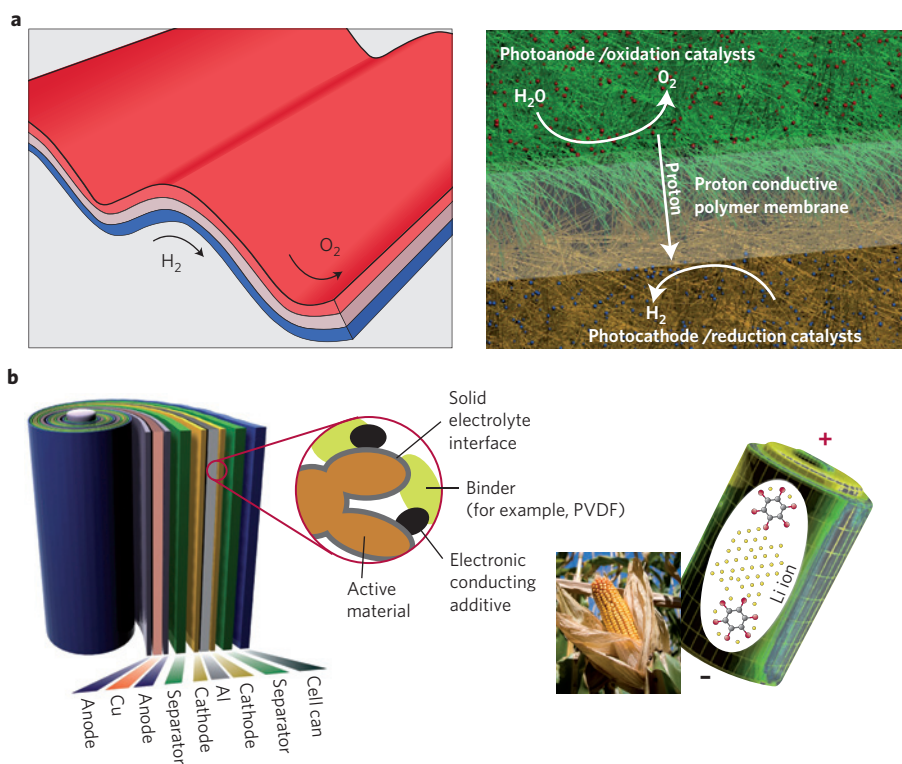 a
Photoanode /oxidation catalysts
O₂
H₂O
Proton
Proton conductive
polymer membrane
H₂
Photocathode /reduction catalysts
O₂
H₂
b
Solid
electrolyte
interface
Binder
(for example, PVDF)
Electronic
conducting
additive
Active
material
Anode
Cu
Anode
Separator
Cathode
Al
Cathode
Separator
Cell can
+
Li ion
-